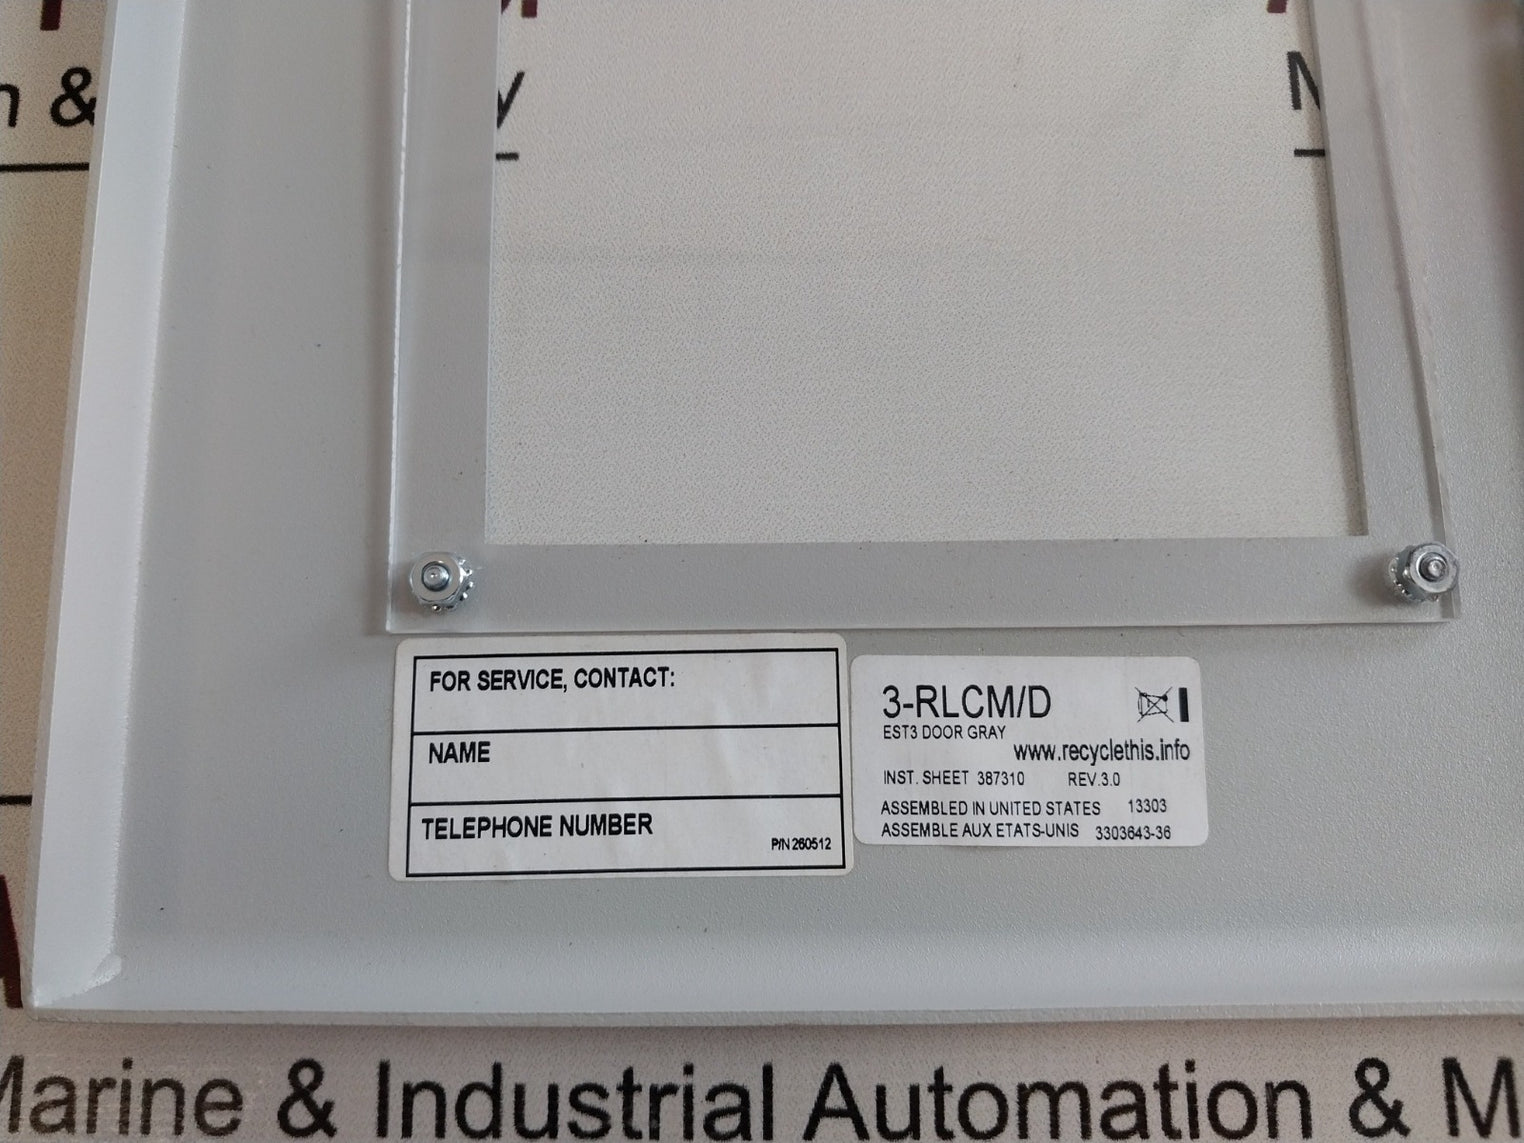 n &
y
FOR SERVICE, CONTACT:
NAME
TELEPHONE NUMBER
P/N 260512
3-RLCM/D
EST3 DOOR GRAY
www.recyclethis.info
INST. SHEET 387310 REV.3.0
ASSEMBLED IN UNITED STATES 13303
ASSEMBLE AUX ETATS-UNIS 3303643-36
Marine & Industrial Automation & M